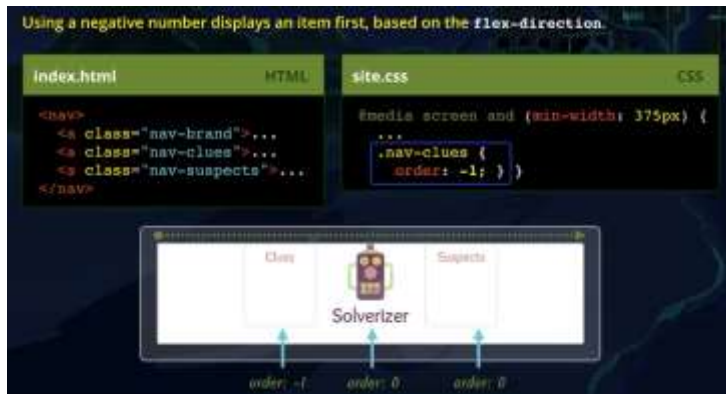 Using a negative number displays an item first, based on the flex-direction.
index.html HTML
<nav>
<a class="nav-brand">...
<a class="nav-clues">...
<a class="nav-suspects">...
</nav>
site.css CSS
@media screen and (min-width: 375px) {
...
.nav-clues {
order: -1; } }
Clues
Suspects
Solverizer
order: -1 order: 0 order: 0